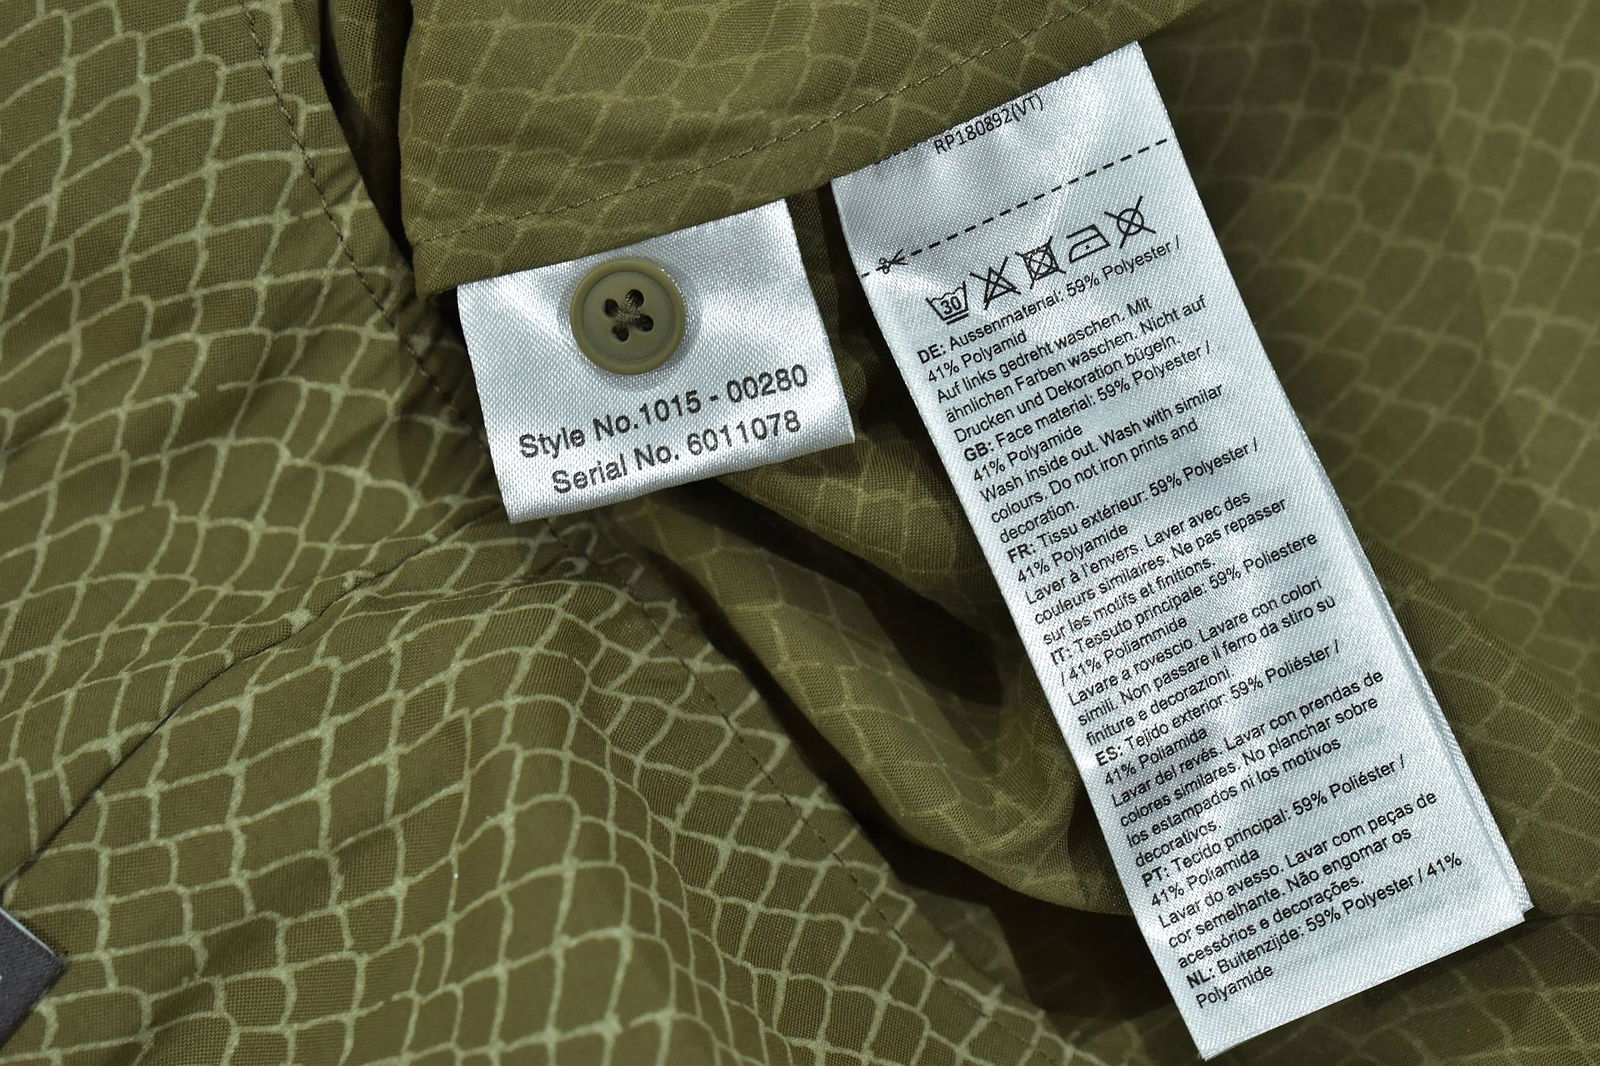 Style No.1015 - 00280
Serial No. 6011078
RP180892(VT)
30
DE: Aussenmaterial: 59% Polyester /
41% Polyamid
Auf links gedreht waschen. Mit
ähnlichen Farben waschen. Nicht auf
Drucken und Dekoration bügeln.
GB: Face material: 59% Polyester /
41% Polyamide
Wash inside out. Wash with similar
colours. Do not iron prints and
decoration.
FR: Tissu extérieur: 59% Polyester /
41% Polyamide
Laver à l'envers. Laver avec des
couleurs similaires. Ne pas repasser
sur les motifs et finitions.
IT: Tessuto principale: 59% Poliestere
/ 41% Poliammide
Lavare a rovescio. Lavare con colori
simili. Non passare il ferro da stiro su
finiture e decorazioni.
ES: Tejido exterior: 59% Poliéster /
41% Poliamida
Lavar del revés. Lavar con prendas de
colores similares. No planchar sobre
los estampados ni los motivos
decorativos.
PT: Tecido principal: 59% Poliéster /
41% Poliamida
Lavar do avesso. Lavar com peças de
cor semelhante. Não engomar os
acessórios e decorações.
NL: Buitenzijde: 59% Polyester / 41%
Polyamide